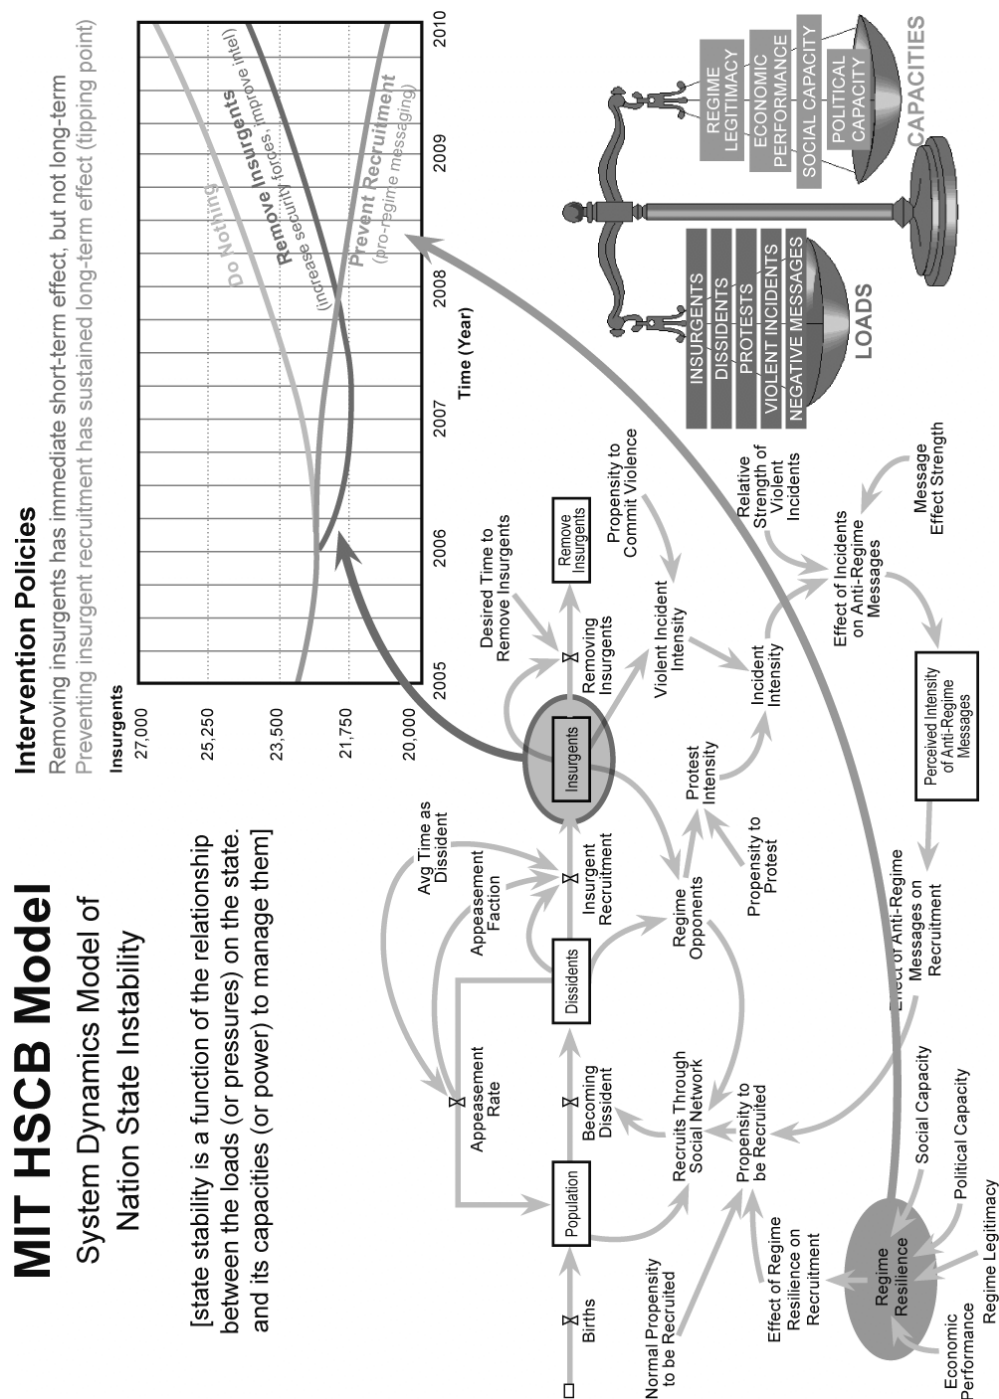 MIT HSCB Model
System Dynamics Model of
Nation State Instability
[state stability is a function of the relationship
between the loads (or pressures) on the state.
and its capacities (or power) to manage them]
Intervention Policies
Removing insurgents has immediate short-term effect, but not long-term
Preventing insurgent recruitment has sustained long-term effect (tipping point)
Insurgents
27,000
25,250
23,500
21,750
20,000
2005
2006
2007
2008
2009
2010
Time (Year)
Do Nothing
Remove Insurgents
(increase security forces, improve intel)
Prevent Recruitment
(pro-regime messaging)
Avg Time as
Dissident
Appeasement
Faction
Appeasement
Rate
Births
Population
Becoming
Dissident
Dissidents
Insurgent
Recruitment
Insurgents
Removing
Insurgents
Remove
Insurgents
Desired Time to
Remove Insurgents
Normal Propensity
to be Recruited
Recruits Through
Social Network
Propensity to
be Recruited
Effect of Regime
Resilience on
Recruitment
Regime
Opponents
Propensity to
Protest
Protest
Intensity
Violent Incident
Intensity
Propensity to
Commit Violence
Incident
Intensity
Relative
Strength of
Violent
Incidents
Effect of Incidents
on Anti-Regime
Messages
Message
Effect Strength
Perceived Intensity
of Anti-Regime
Messages
Effect of Anti-Regime
Messages on
Recruitment
Regime
Resilience
Economic
Performance
Regime Legitimacy
Political Capacity
Social Capacity
INSURGENTS
DISSIDENTS
PROTESTS
VIOLENT INCIDENTS
NEGATIVE MESSAGES
LOADS
REGIME
LEGITIMACY
ECONOMIC
PERFORMANCE
SOCIAL CAPACITY
POLITICAL
CAPACITY
CAPACITIES